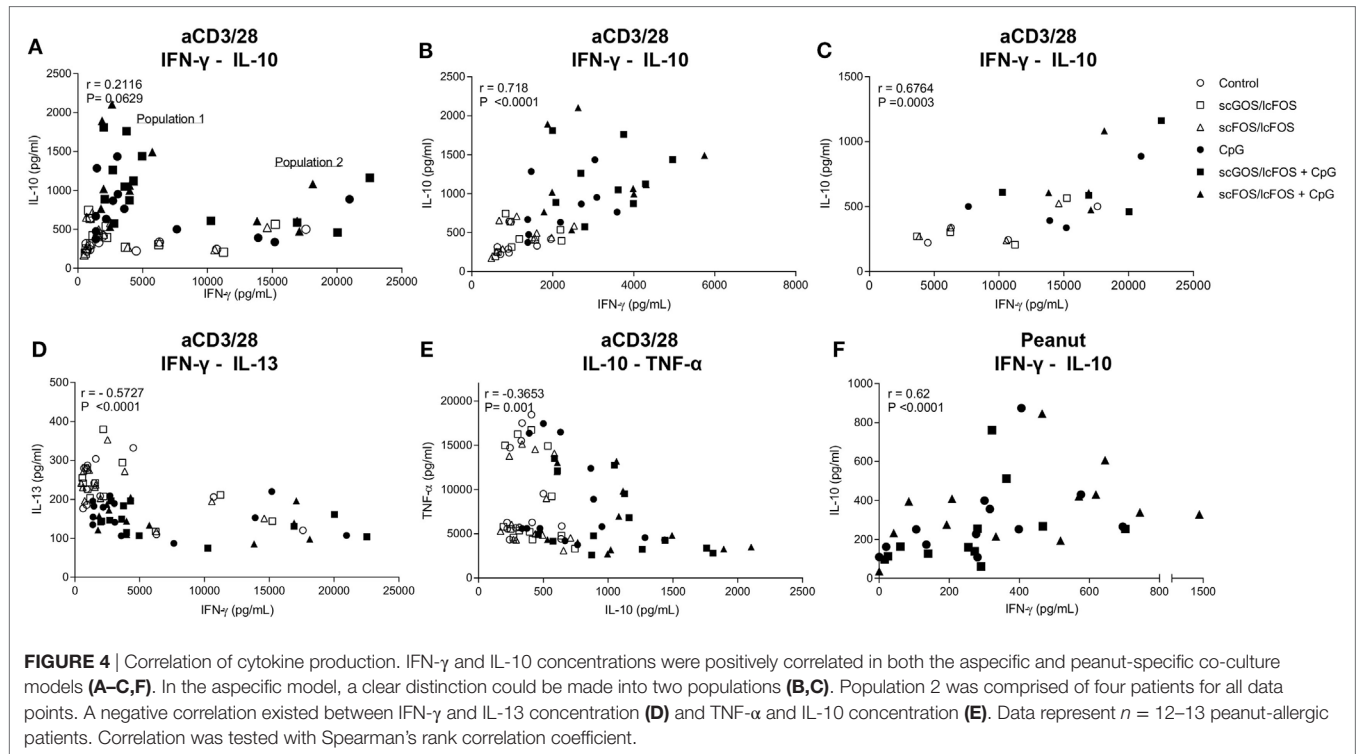 A
aCD3/28
IFN-γ - IL-10
r = 0.2116
P= 0.0629
Population 1
Population 2
IL-10 (pg/ml)
2500
2000
1500
1000
500
0
0 5000 10000 15000 20000 25000
IFN-γ (pg/mL)
B
aCD3/28
IFN-γ - IL-10
r = 0.718
P <0.0001
IL-10 (pg/ml)
2500
2000
1500
1000
500
0
0 2000 4000 6000 8000
IFN-γ (pg/mL)
C
aCD3/28
IFN-γ - IL-10
r = 0.6764
P =0.0003
IL-10 (pg/ml)
1500
1000
500
0
0 5000 10000 15000 20000 25000
IFN-γ (pg/mL)
Control
scGOS/lcFOS
scFOS/lcFOS
CpG
scGOS/lcFOS + CpG
scFOS/lcFOS + CpG
D
aCD3/28
IFN-γ - IL-13
r = - 0.5727
P <0.0001
IL-13 (pg/ml)
500
400
300
200
100
0
0 5000 10000 15000 20000 25000
IFN-γ (pg/mL)
E
aCD3/28
IL-10 - TNF-α
r = -0.3653
P= 0.001
TNF-α (pg/ml)
20000
15000
10000
5000
0
0 500 1000 1500 2000 2500
IL-10 (pg/mL)
F
Peanut
IFN-γ - IL-10
r = 0.62
P <0.0001
IL-10 (pg/ml)
1000
800
600
400
200
0
0 200 400 600 800 1400 1500
IFN-γ (pg/mL)
FIGURE 4 | Correlation of cytokine production. IFN-γ and IL-10 concentrations were positively correlated in both the aspecific and peanut-specific co-culture
models (A–C,F). In the aspecific model, a clear distinction could be made into two populations (B,C). Population 2 was comprised of four patients for all data
points. A negative correlation existed between IFN-γ and IL-13 concentration (D) and TNF-α and IL-10 concentration (E). Data represent n = 12–13 peanut-allergic
patients. Correlation was tested with Spearman's rank correlation coefficient.